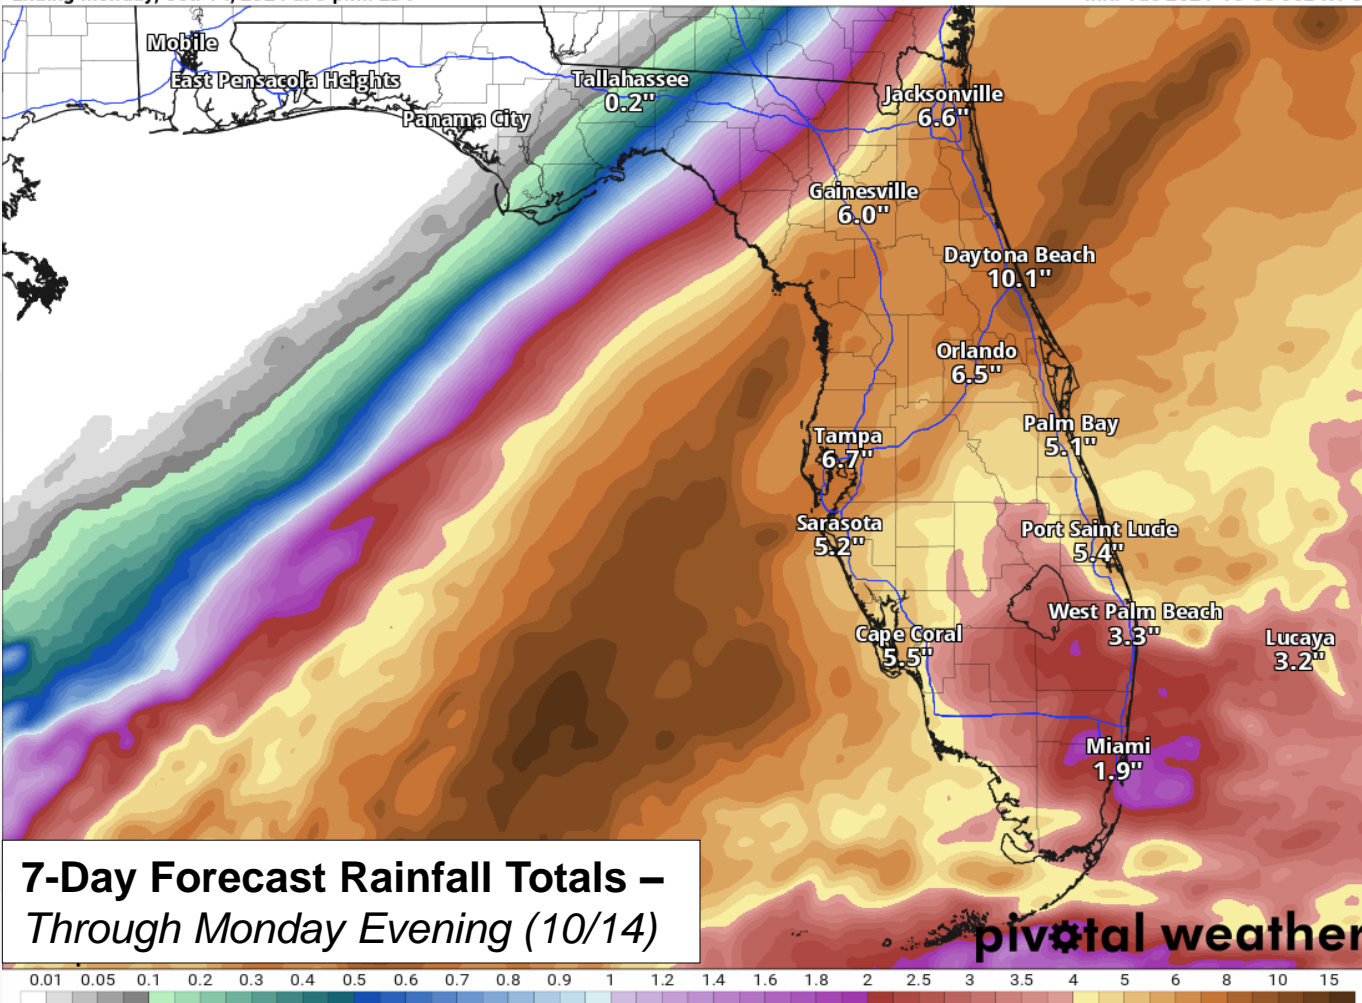 Mobile
East Pensacola Heights
Panama City
Tallahassee
0.2"
Jacksonville
6.6"
Gainesville
6.0"
Daytona Beach
10.1"
Orlando
6.5"
Palm Bay
5.1"
Tampa
6.7"
Sarasota
5.2"
Port Saint Lucie
5.4"
West Palm Beach
3.3"
Lucaya
3.2"
Cape Coral
5.5"
Miami
1.9"
7-Day Forecast Rainfall Totals –
Through Monday Evening (10/14)
pivotal weather
0.01 0.05 0.1 0.2 0.3 0.4 0.5 0.6 0.7 0.8 0.9 1 1.2 1.4 1.6 1.8 2 2.5 3 3.5 4 5 6 8 10 15